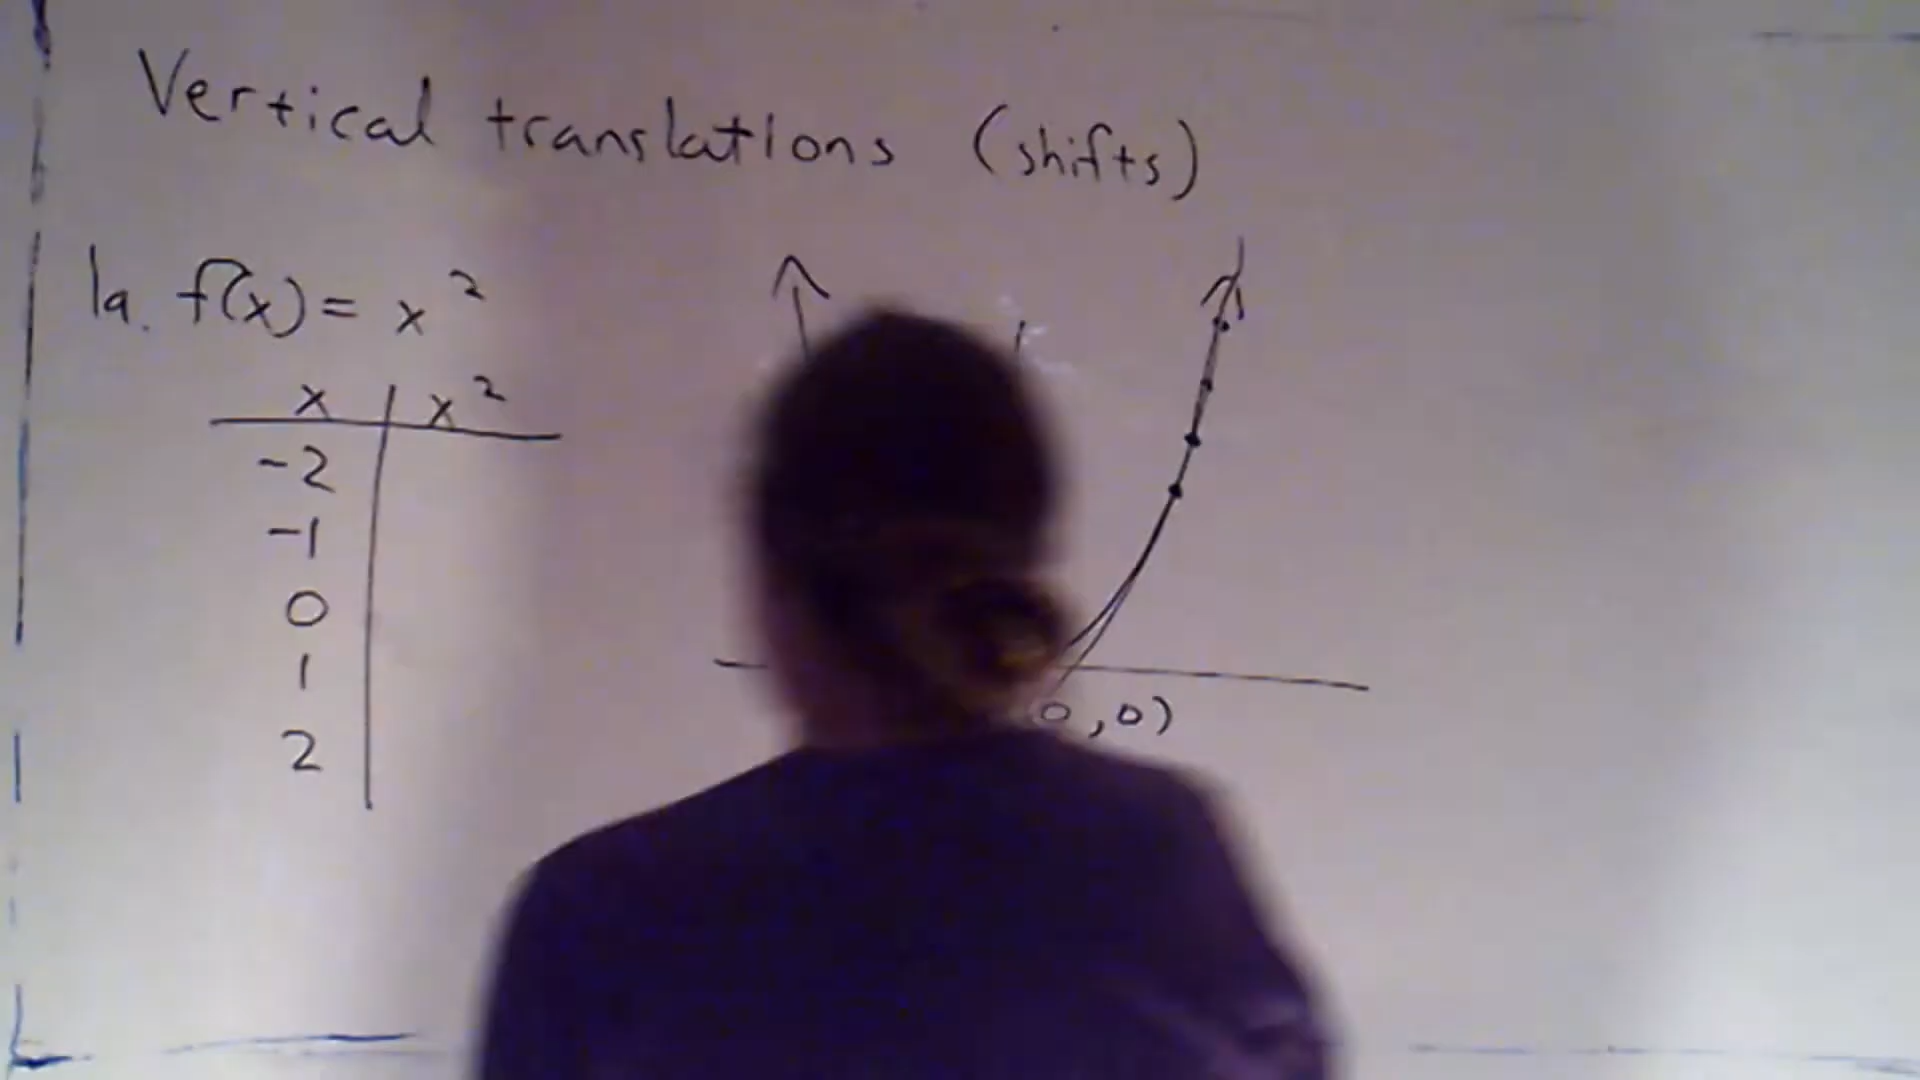 Vertical translations (shifts)
1a. f(x) = x²
x | x²
-2
-1
0
1
2
0,0)